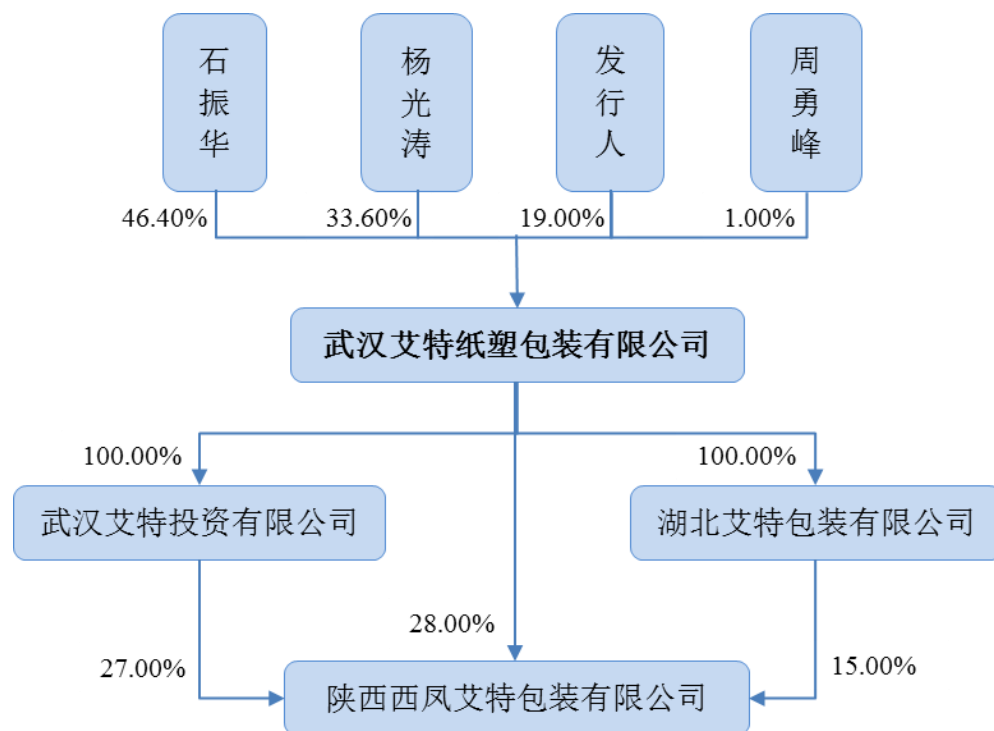 石振华
杨光涛
发行人
周勇峰
46.40%
33.60%
19.00%
1.00%
武汉艾特纸塑包装有限公司
100.00%
100.00%
武汉艾特投资有限公司
湖北艾特包装有限公司
28.00%
27.00%
15.00%
陕西西凤艾特包装有限公司